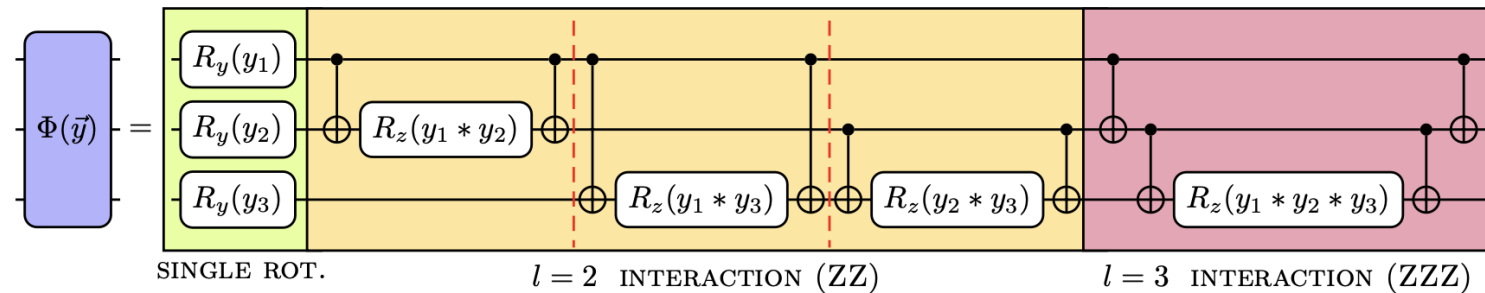 Φ(y⃗) =
R_y(y_1)
R_y(y_2)
R_y(y_3)
R_z(y_1 * y_2)
R_z(y_1 * y_3)
R_z(y_2 * y_3)
R_z(y_1 * y_2 * y_3)
SINGLE ROT.
l = 2 INTERACTION (ZZ)
l = 3 INTERACTION (ZZZ)